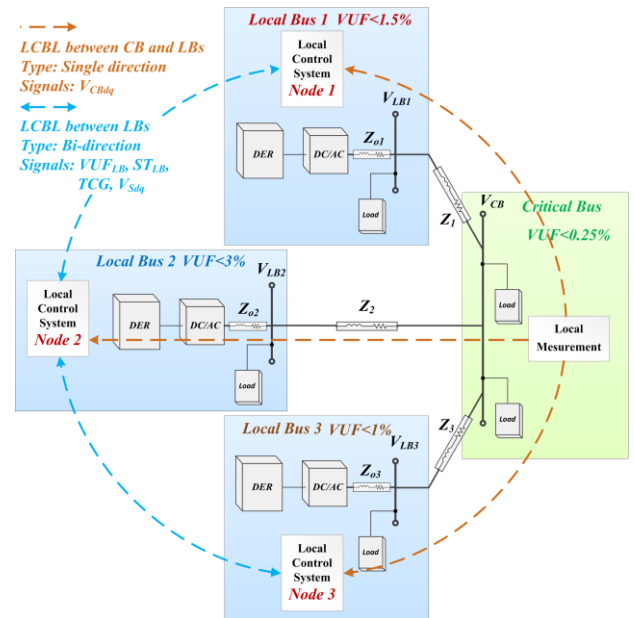 LCBL between CB and LBs
Type: Single direction
Signals: V_CBdq
LCBL between LBs
Type: Bi-direction
Signals: VUF_LB, ST_LB,
TCG, V_Sdq
Local Bus 1 VUF<1.5%
Local
Control
System
Node 1
V_LB1
DER
DC/AC
Z_o1
Load
Z_1
V_CB
Critical Bus
VUF<0.25%
Load
Local
Mesurement
Load
Local Bus 2 VUF<3%
Local
Control
System
Node 2
V_LB2
DER
DC/AC
Z_o2
Load
Z_2
Local Bus 3 VUF<1%
V_LB3
DER
DC/AC
Z_o3
Load
Z_3
Local
Control
System
Node 3